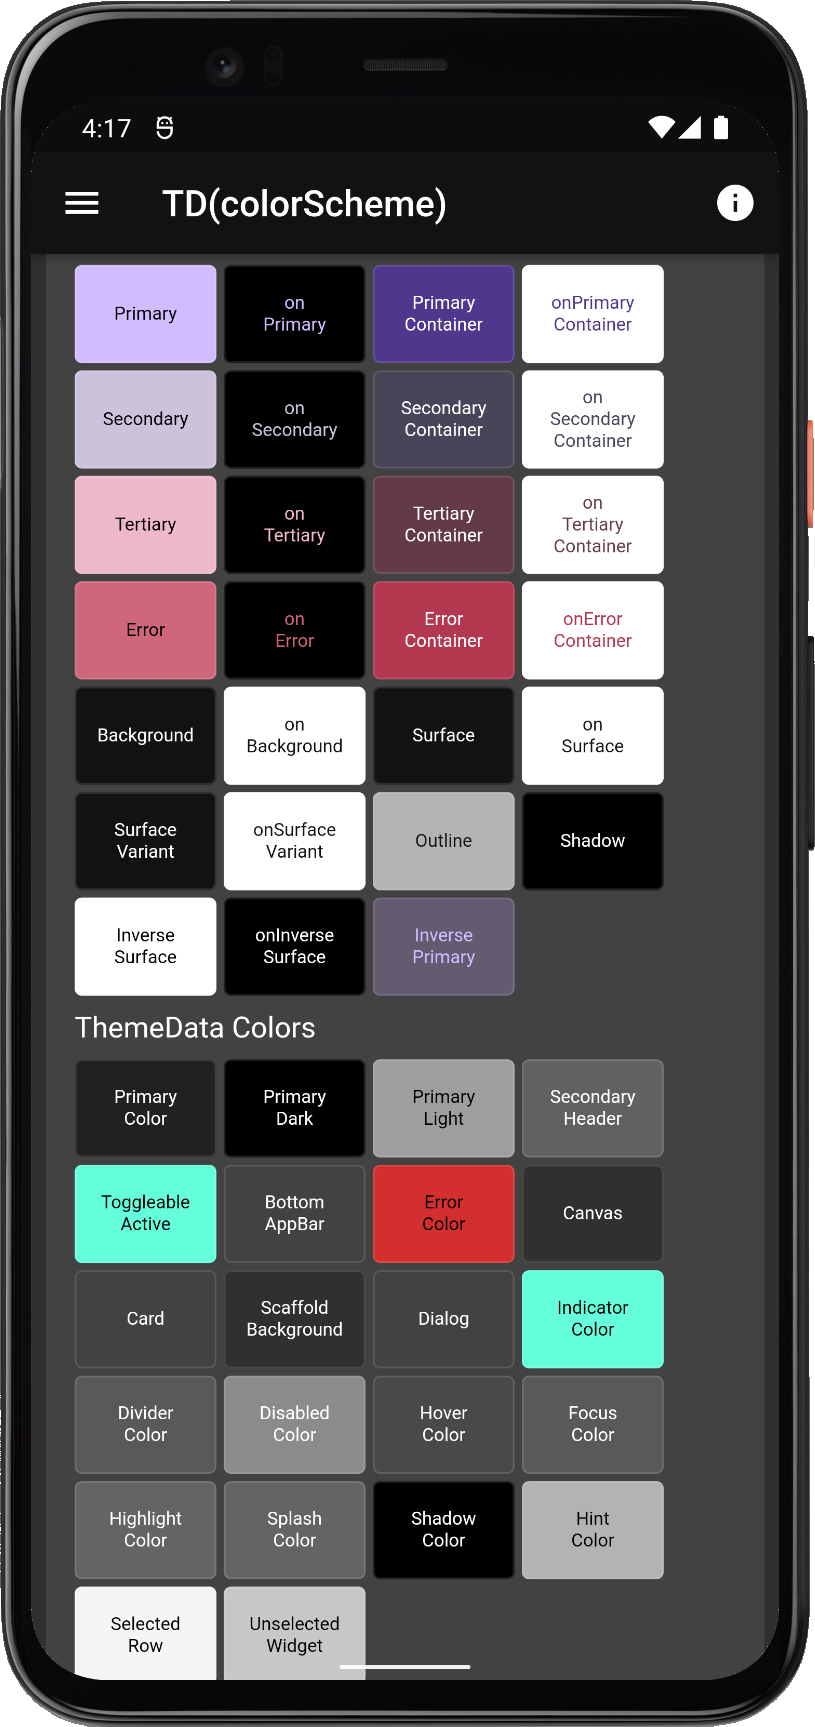 4:17
TD(colorScheme)
Primary
on
Primary
Primary
Container
onPrimary
Container
Secondary
on
Secondary
Secondary
Container
on
Secondary
Container
Tertiary
on
Tertiary
Tertiary
Container
on
Tertiary
Container
Error
on
Error
Error
Container
onError
Container
Background
on
Background
Surface
on
Surface
Surface
Variant
onSurface
Variant
Outline
Shadow
Inverse
Surface
onInverse
Surface
Inverse
Primary
ThemeData Colors
Primary
Color
Primary
Dark
Primary
Light
Secondary
Header
Toggleable
Active
Bottom
AppBar
Error
Color
Canvas
Card
Scaffold
Background
Dialog
Indicator
Color
Divider
Color
Disabled
Color
Hover
Color
Focus
Color
Highlight
Color
Splash
Color
Shadow
Color
Hint
Color
Selected
Row
Unselected
Widget